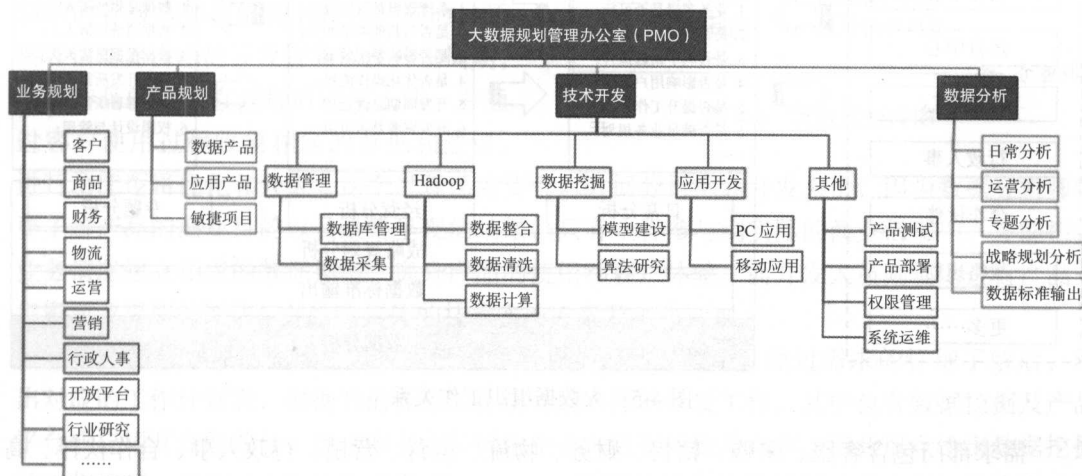 大数据规划管理办公室（PMO）
业务规划
产品规划
技术开发
数据分析
客户
商品
财务
物流
运营
营销
行政人事
开放平台
行业研究
……
数据产品
应用产品
敏捷项目
数据管理
数据库管理
数据采集
Hadoop
数据整合
数据清洗
数据计算
数据挖掘
模型建设
算法研究
应用开发
PC 应用
移动应用
其他
产品测试
产品部署
权限管理
系统运维
日常分析
运营分析
专题分析
战略规划分析
数据标准输出